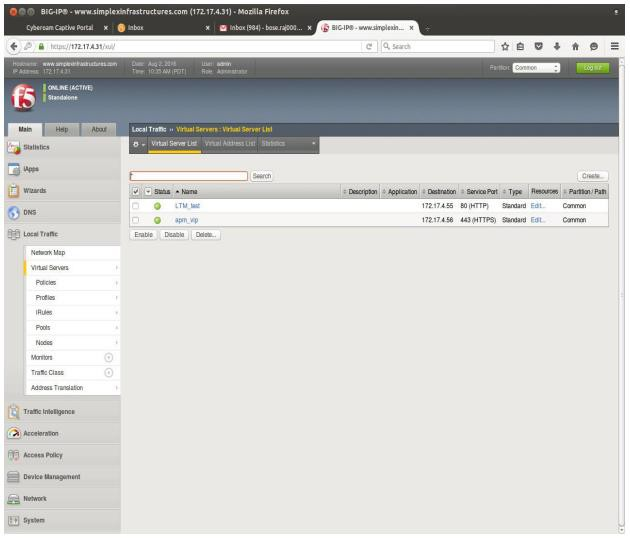 BIG-IP® - www.simplexinfrastructures.com (172.17.4.31) - Mozilla Firefox
Cyberoam Captive Portal x Inbox x Inbox (984) - bose.raj000... x BIG-IP® - www.simplexin... x
https://172.17.4.31/xui/ Search
Hostname: www.simplexinfrastructures.com Date: Aug 2, 2016 User: admin
IP Address: 172.17.4.31 Time: 10:35 AM (PDT) Role: Administrator
Partition: Common Log out
f5
ONLINE (ACTIVE)
Standalone
Main Help About
Local Traffic ›› Virtual Servers : Virtual Server List
Virtual Server List Virtual Address List Statistics
* Search Create...
Status Name Description Application Destination Service Port Type Resources Partition / Path
LTM_test 172.17.4.55 80 (HTTP) Standard Edit... Common
apm_vip 172.17.4.56 443 (HTTPS) Standard Edit... Common
Enable Disable Delete...
Statistics
iApps
Wizards
DNS
Local Traffic
Network Map
Virtual Servers
Policies
Profiles
iRules
Pools
Nodes
Monitors
Traffic Class
Address Translation
Traffic Intelligence
Acceleration
Access Policy
Device Management
Network
System